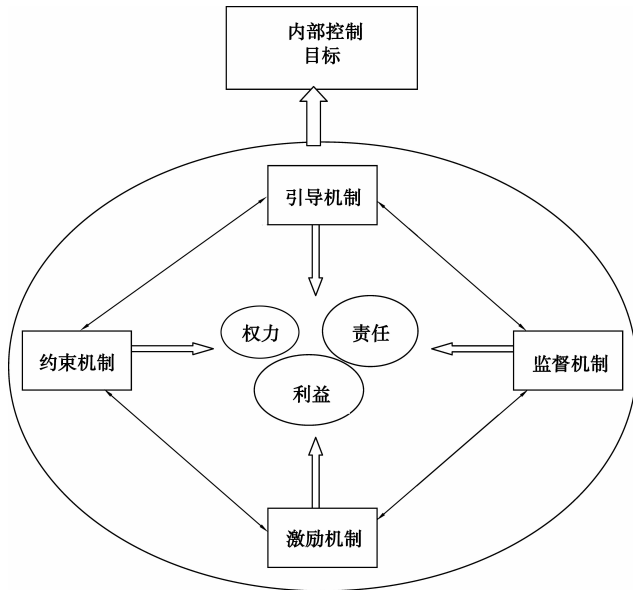 内部控制
目标
引导机制
权力
责任
约束机制
监督机制
利益
激励机制